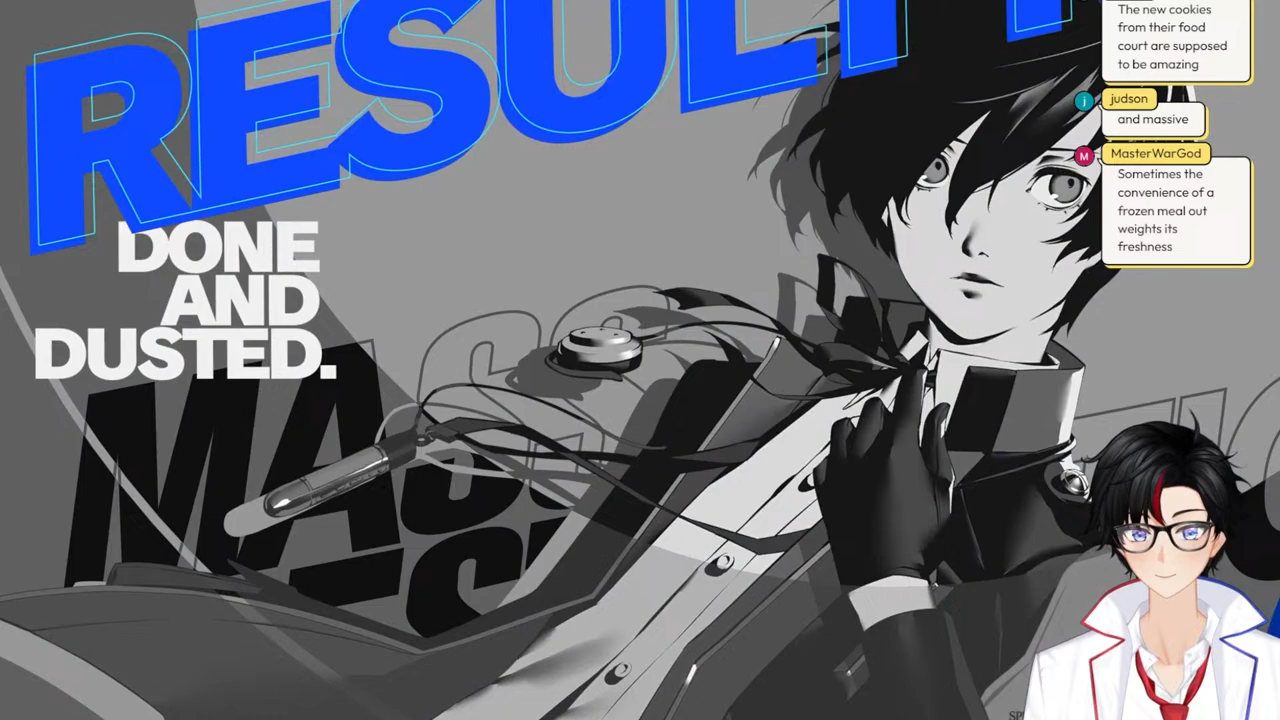 RESULT
DONE
AND
DUSTED.
MASS
The new cookies
from their food
court are supposed
to be amazing
j
judson
and massive
M
MasterWarGod
Sometimes the
convenience of a
frozen meal out
weights its
freshness